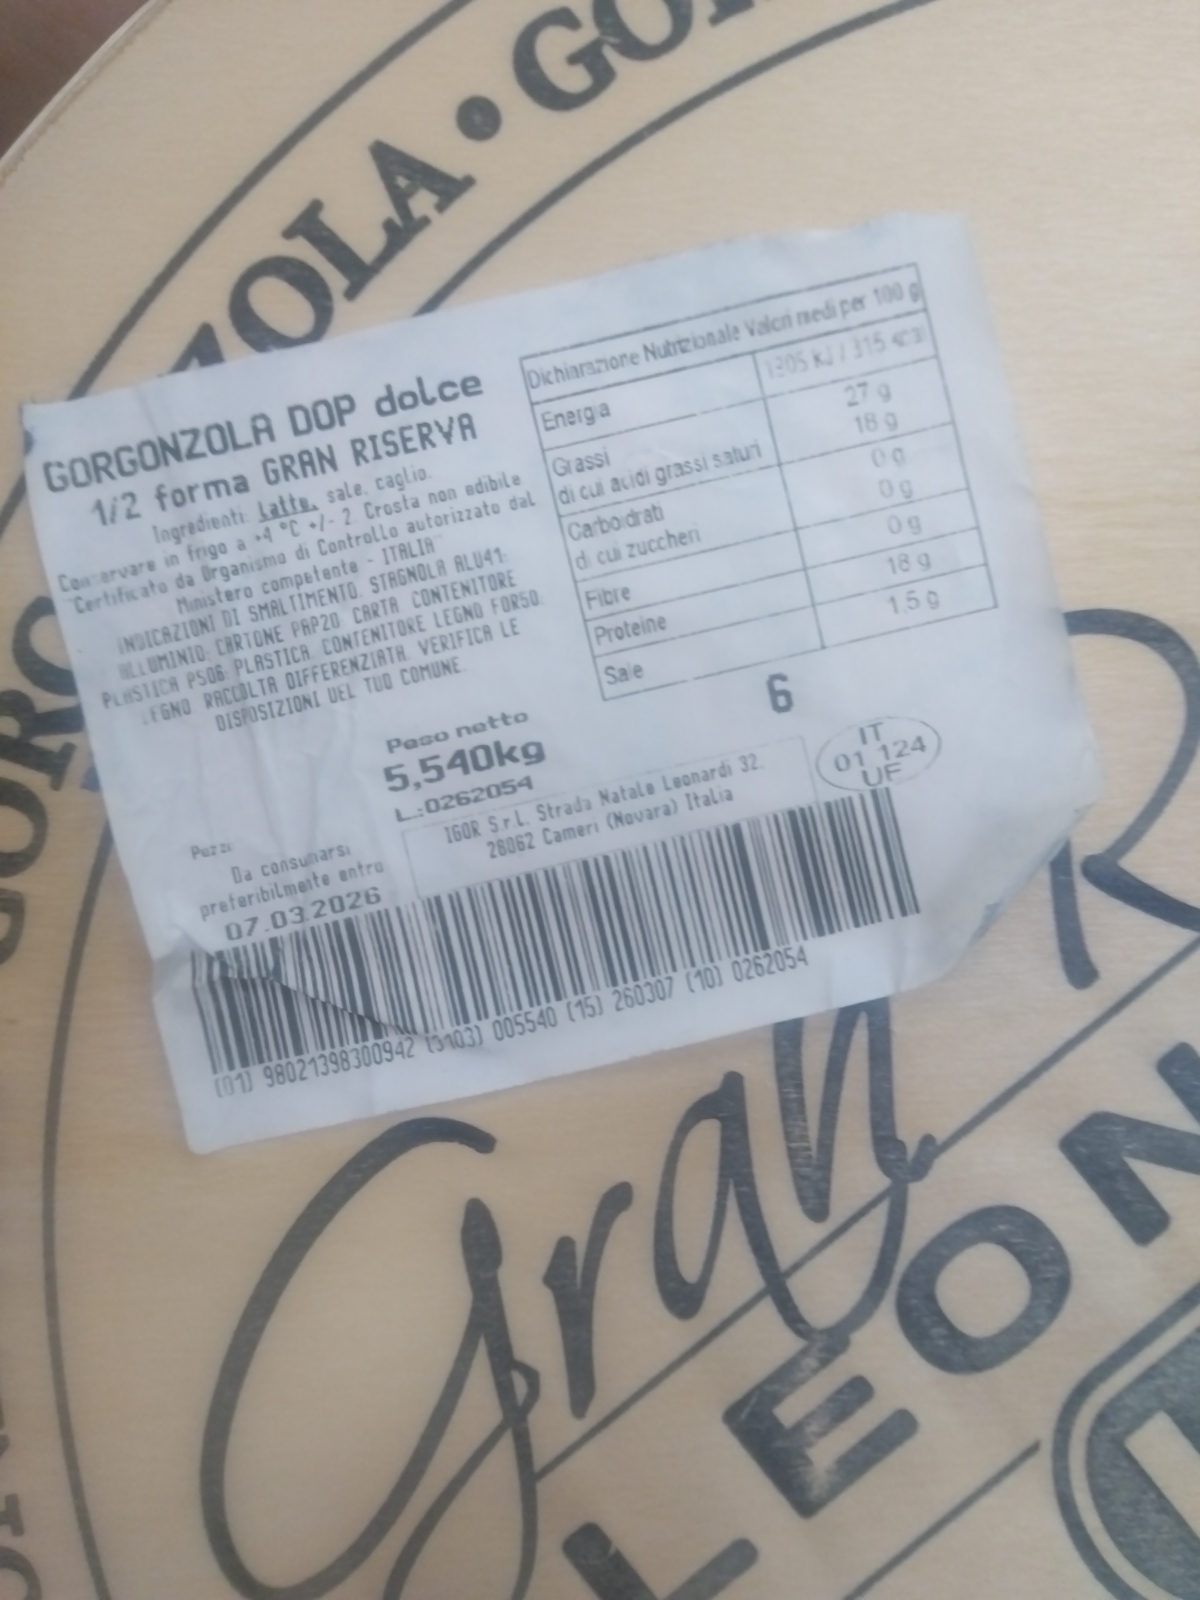 ZOLA • GOR
GORGONZOLA DOP dolce
1/2 forma GRAN RISERVA
Ingredienti: Latte, sale, caglio.
Conservare in frigo a +4 °C +/- 2. Crosta non edibile
"Certificato da Organismo di Controllo autorizzato dal
Ministero competente - ITALIA"
INDICAZIONI DI SMALTIMENTO. STAGNOLA ALU41:
ALLUMINIO; CARTONE PAP20 CARTA CONTENITORE
PLASTICA PS06: PLASTICA. CONTENITORE LEGNO FOR50:
LEGNO RACCOLTA DIFFERENZIATA. VERIFICA LE
DISPOSIZIONI DEL TUO COMUNE.
Dichiarazione Nutrizionale Valori medi per 100 g
Energia 1305 kJ / 315 kcal
Grassi 27 g
di cui acidi grassi saturi 18 g
Carboidrati 0 g
di cui zuccheri 0 g
Fibre 0 g
Proteine 18 g
Sale 1,5 g
6
Peso netto
5,540kg
L.:0262054
IGOR S.r.L. Strada Natale Leonardi 32.
28062 Cameri (Novara) Italia
IT
01 124
UE
Pezzi
Da consumarsi
preferibilmente entro
07.03.2026
(01) 98021398300942 (3103) 005540 (15) 260307 (10) 0262054
Gran R
LEON